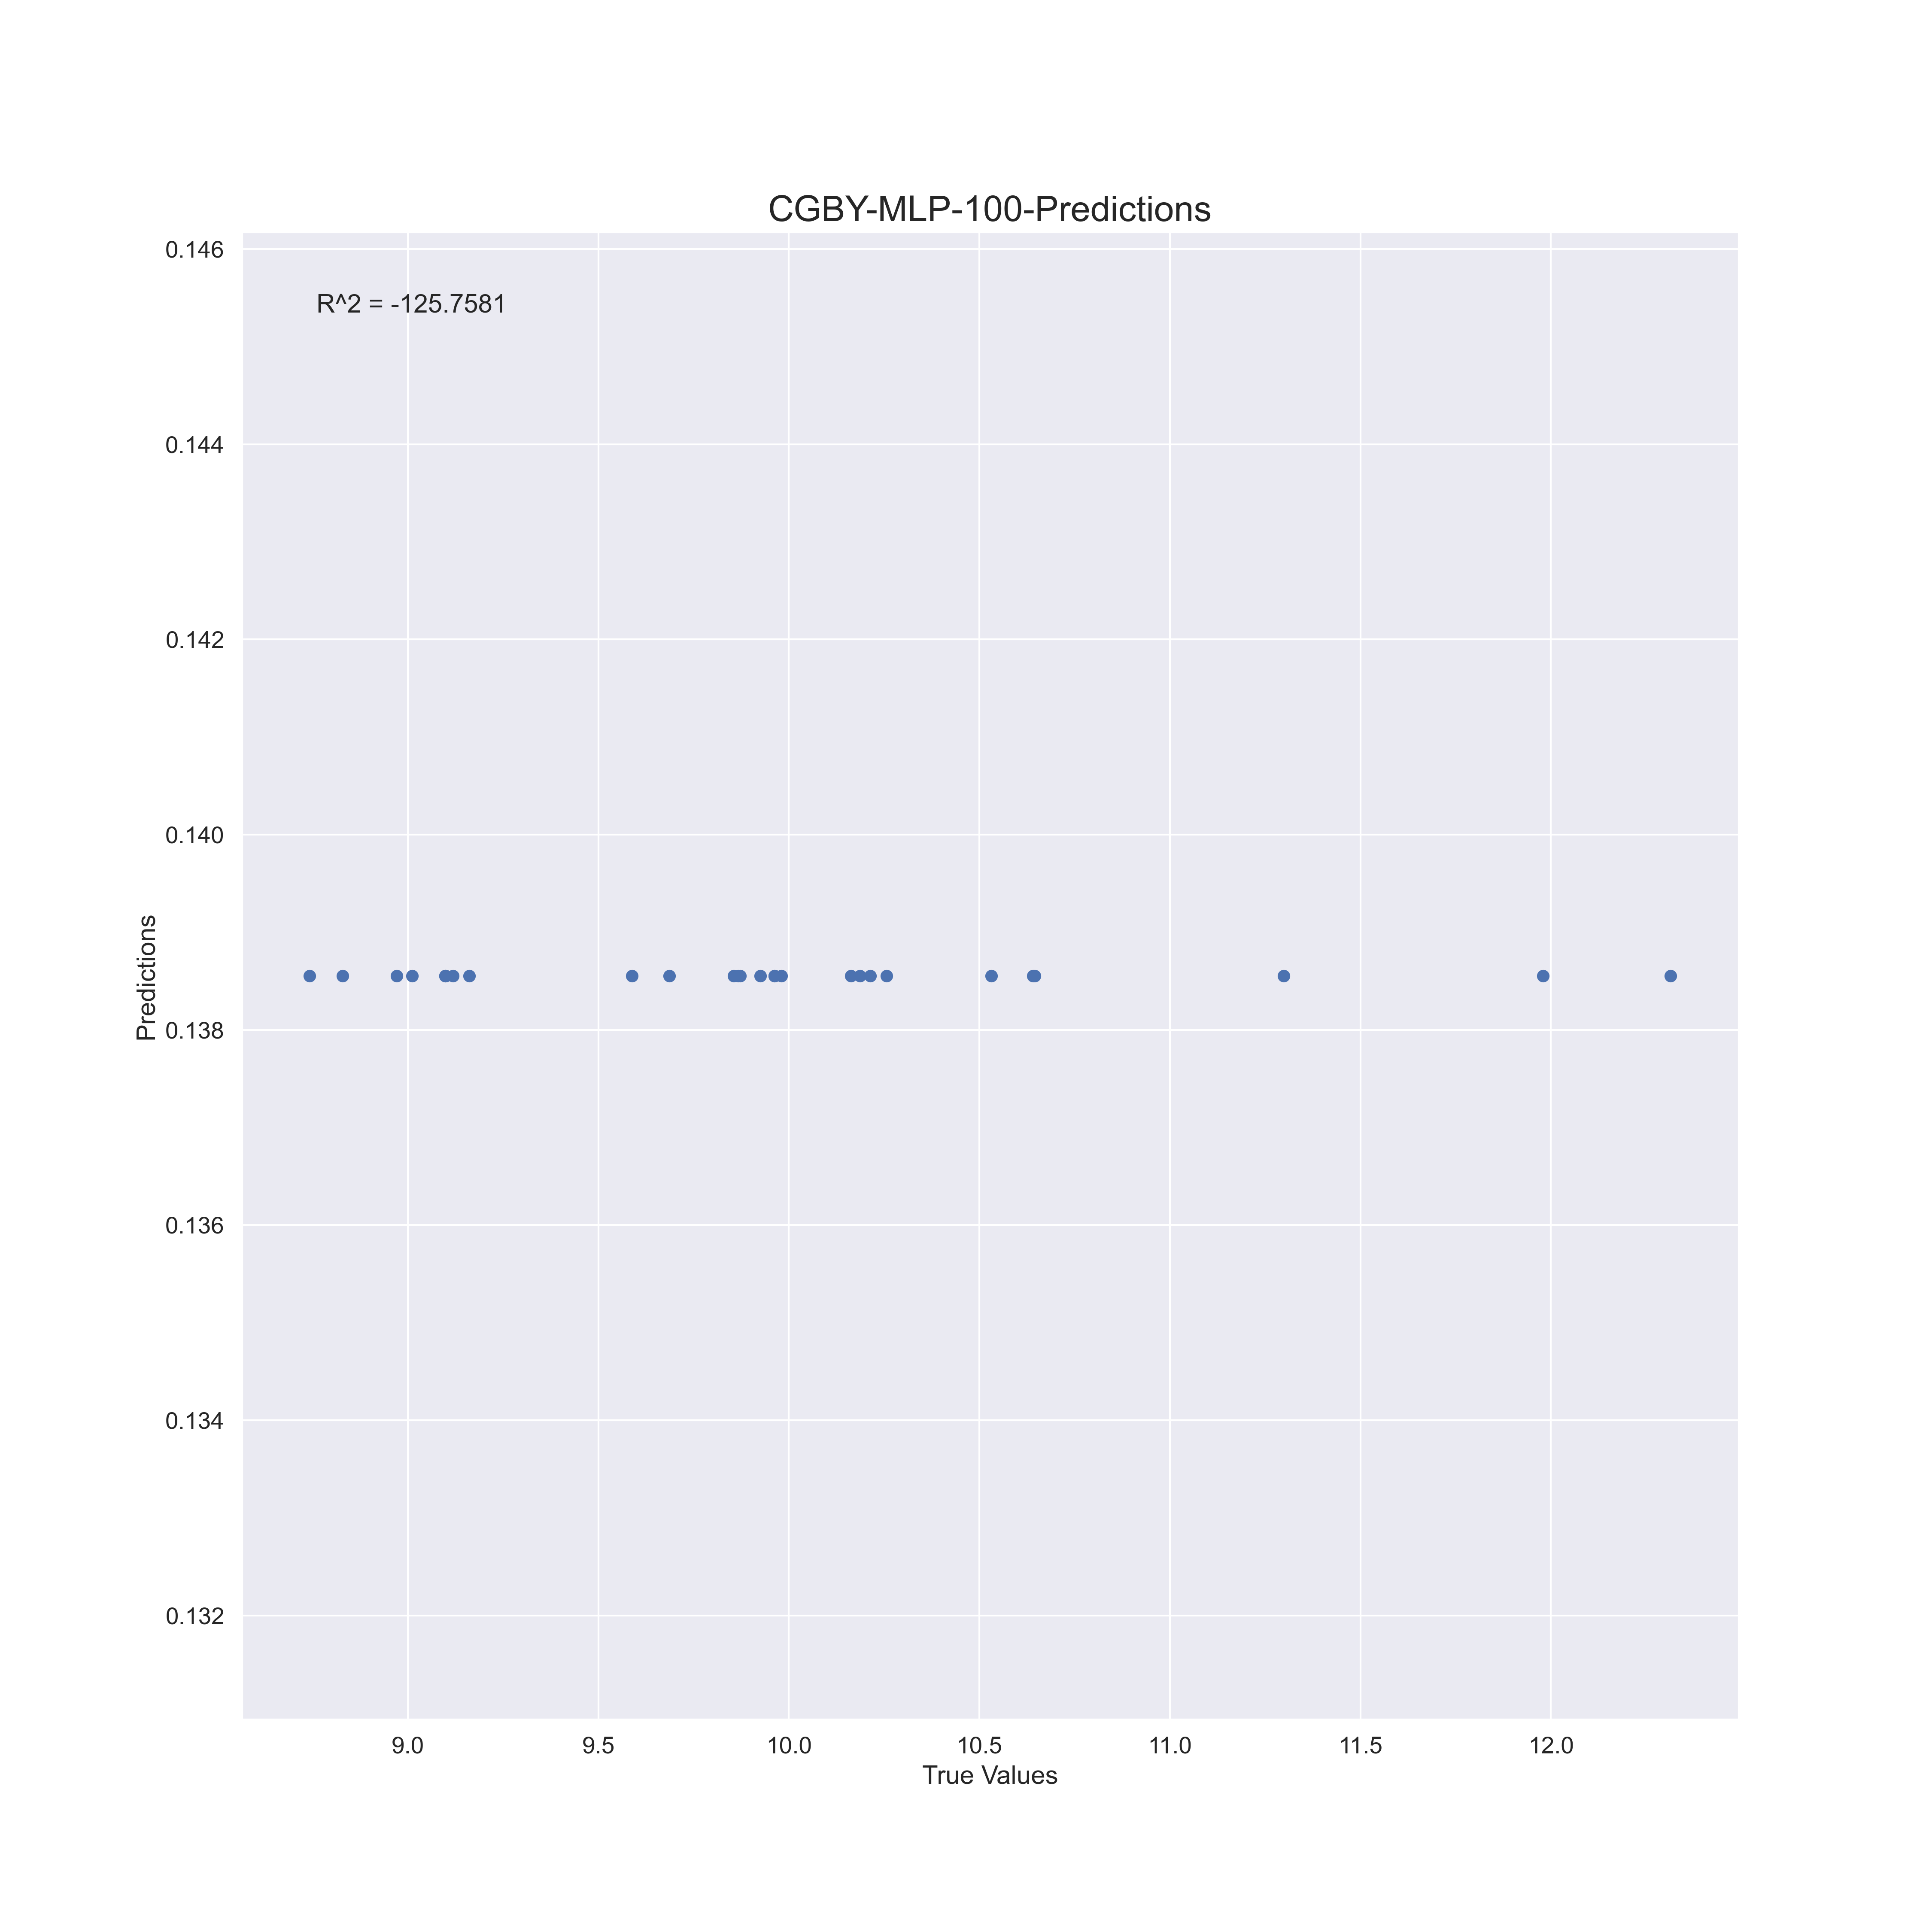 CGBY-MLP-100-Predictions
0.146
R^2 = -125.7581
0.144
0.142
0.140
Predictions
0.138
0.136
0.134
0.132
9.0 9.5 10.0 10.5 11.0 11.5 12.0
True Values